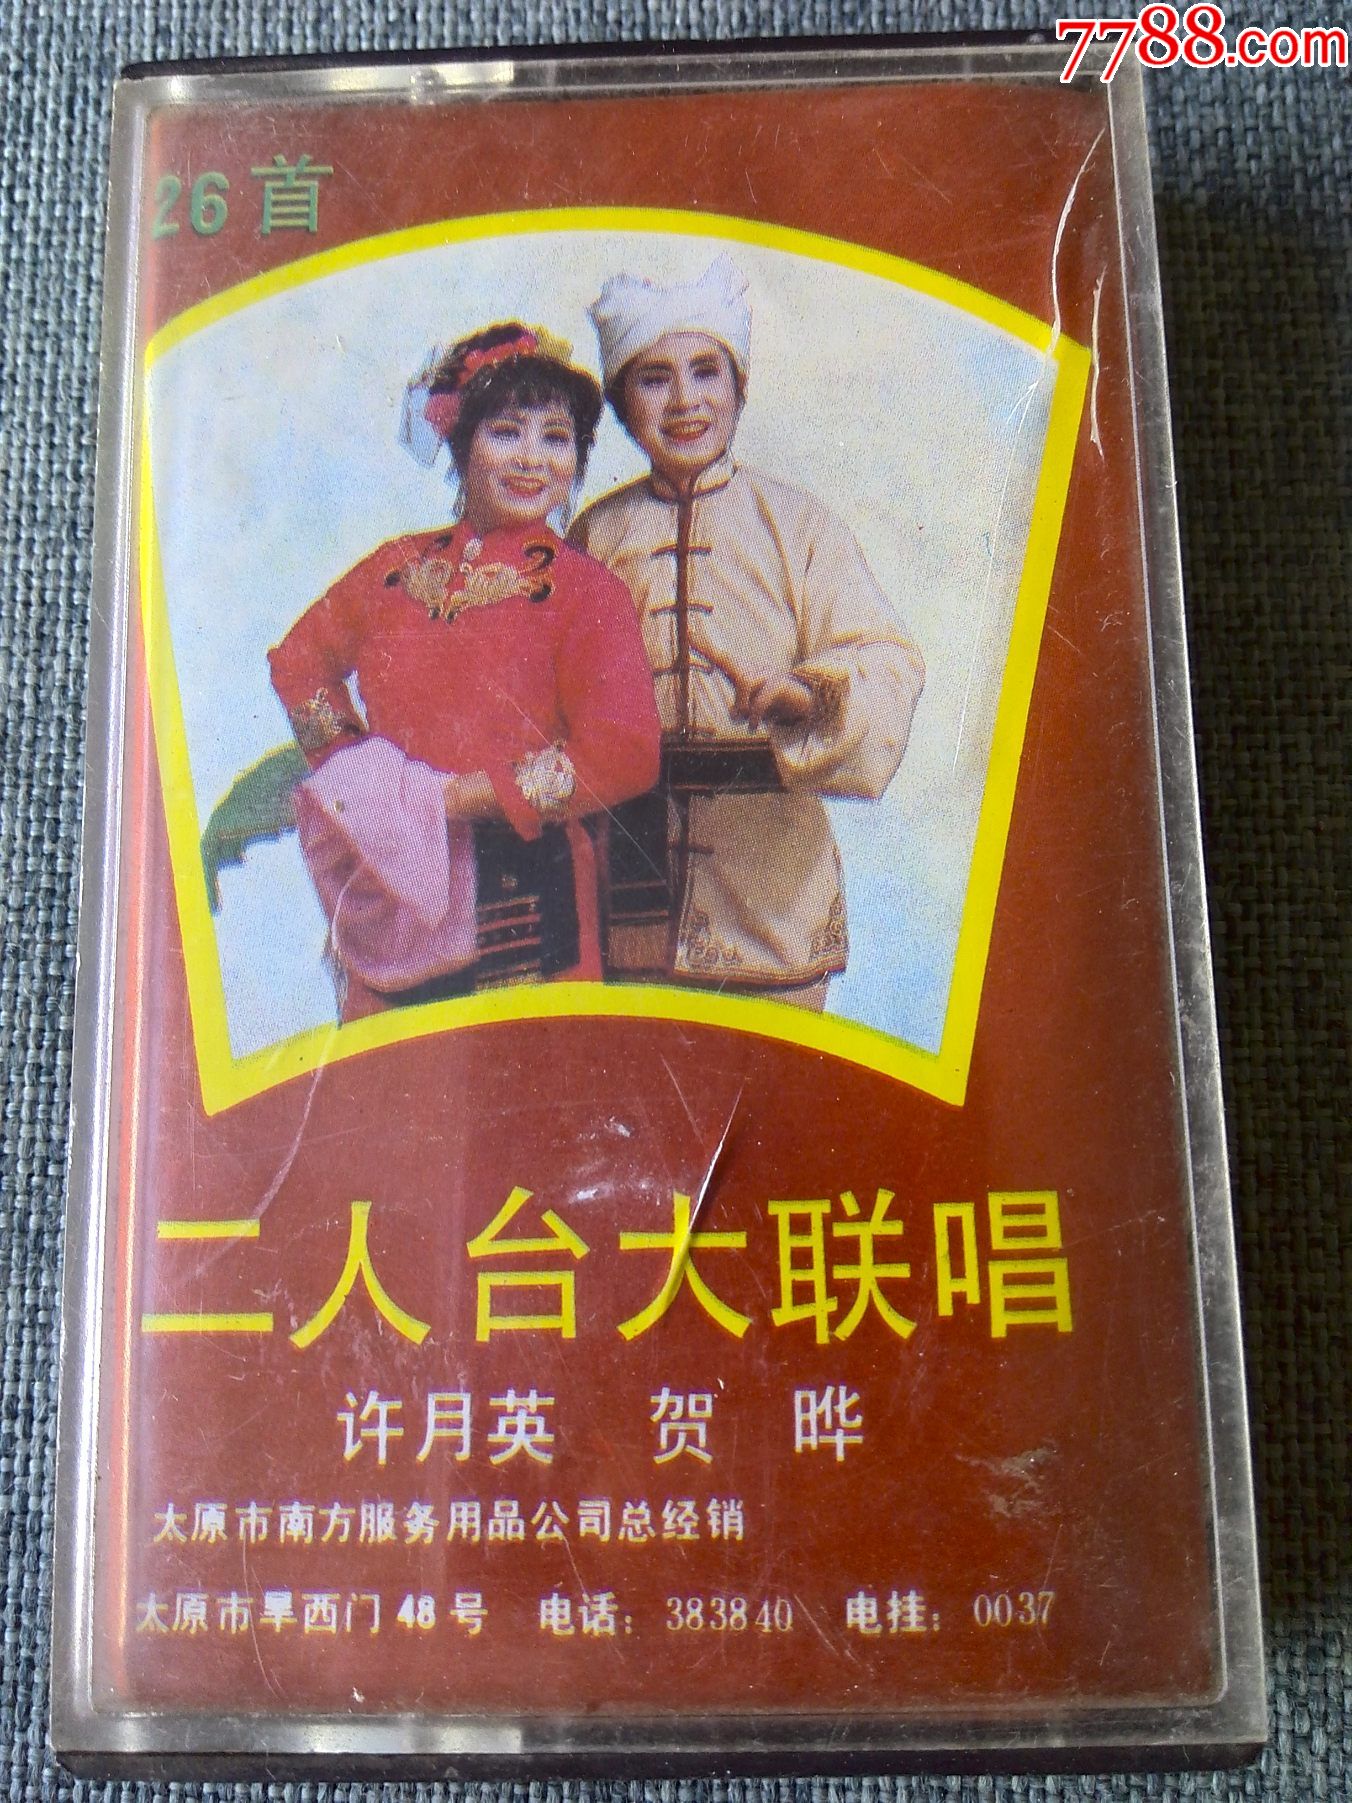 7788.com
26首
二人台大联唱
许月英 贺晔
太原市南方服务用品公司总经销
太原市旱西门48号 电话：383840 电挂：0037